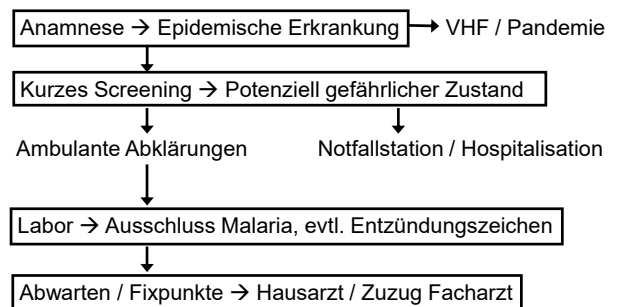 Anamnese → Epidemische Erkrankung → VHF / Pandemie
Kurzes Screening → Potenziell gefährlicher Zustand
Ambulante Abklärungen Notfallstation / Hospitalisation
Labor → Ausschluss Malaria, evtl. Entzündungszeichen
Abwarten / Fixpunkte → Hausarzt / Zuzug Facharzt